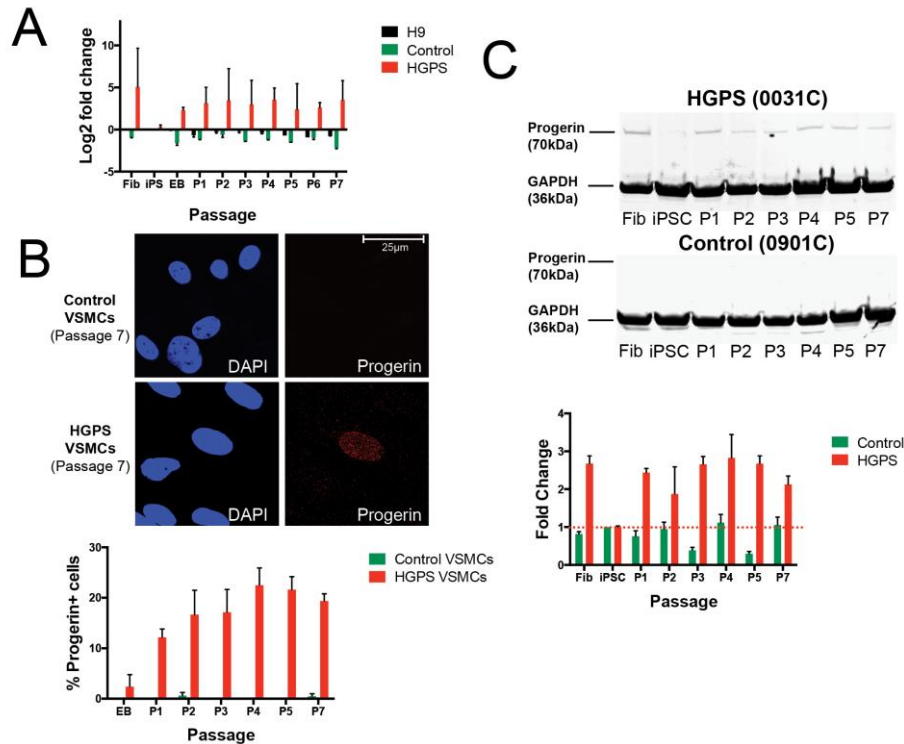 A
H9
Control
HGPS
Log2 fold change
10
5
0
-5
Fib iPS EB P1 P2 P3 P4 P5 P6 P7
Passage
B
25μm
Control
VSMCs
(Passage 7)
DAPI
Progerin
HGPS
VSMCs
(Passage 7)
DAPI
Progerin
Control VSMCs
HGPS VSMCs
% Progerin+ cells
30
20
10
0
EB P1 P2 P3 P4 P5 P7
Passage
C
HGPS (0031C)
Progerin
(70kDa)
GAPDH
(36kDa)
Fib iPSC P1 P2 P3 P4 P5 P7
Control (0901C)
Progerin
(70kDa)
GAPDH
(36kDa)
Fib iPSC P1 P2 P3 P4 P5 P7
Control
HGPS
Fold Change
4
3
2
1
0
Fib iPSC P1 P2 P3 P4 P5 P7
Passage